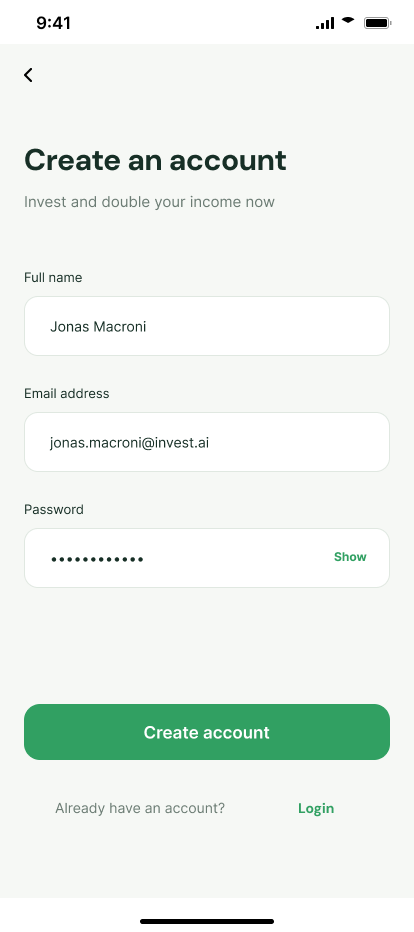 9:41
Create an account
Invest and double your income now
Full name
Jonas Macroni
Email address
jonas.macroni@invest.ai
Password
•••••••••••• Show
Create account
Already have an account? Login